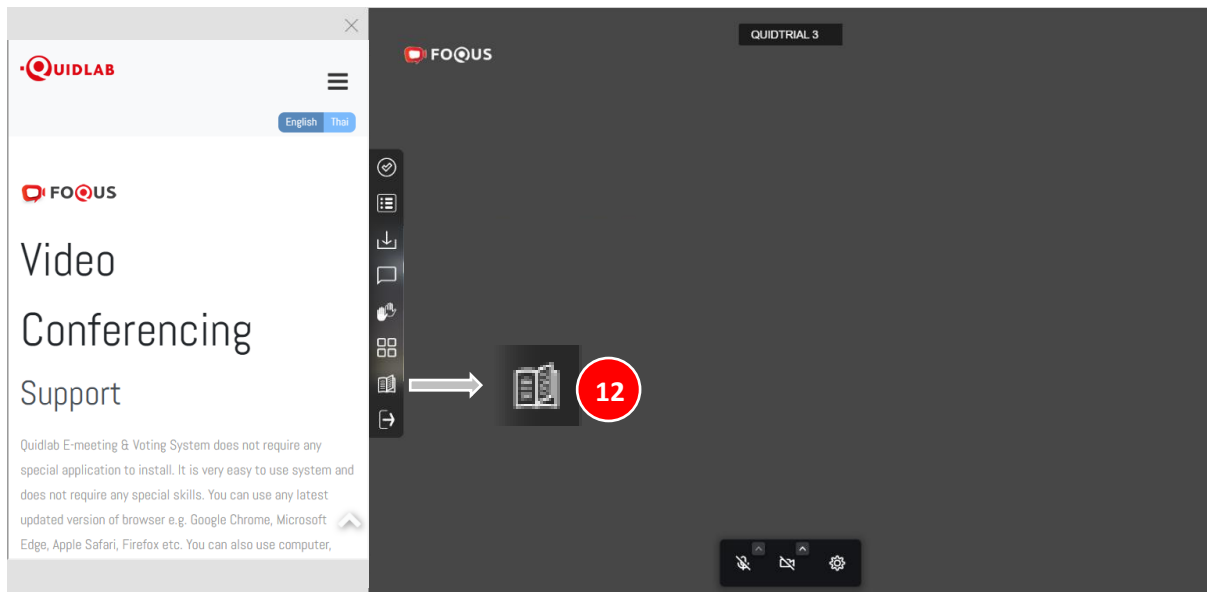 QUIDLAB
English Thai
FOQUS
Video
Conferencing
Support
Quidlab E-meeting & Voting System does not require any
special application to install. It is very easy to use system and
does not require any special skills. You can use any latest
updated version of browser e.g. Google Chrome, Microsoft
Edge, Apple Safari, Firefox etc. You can also use computer,
FOQUS
QUIDTRIAL 3
12